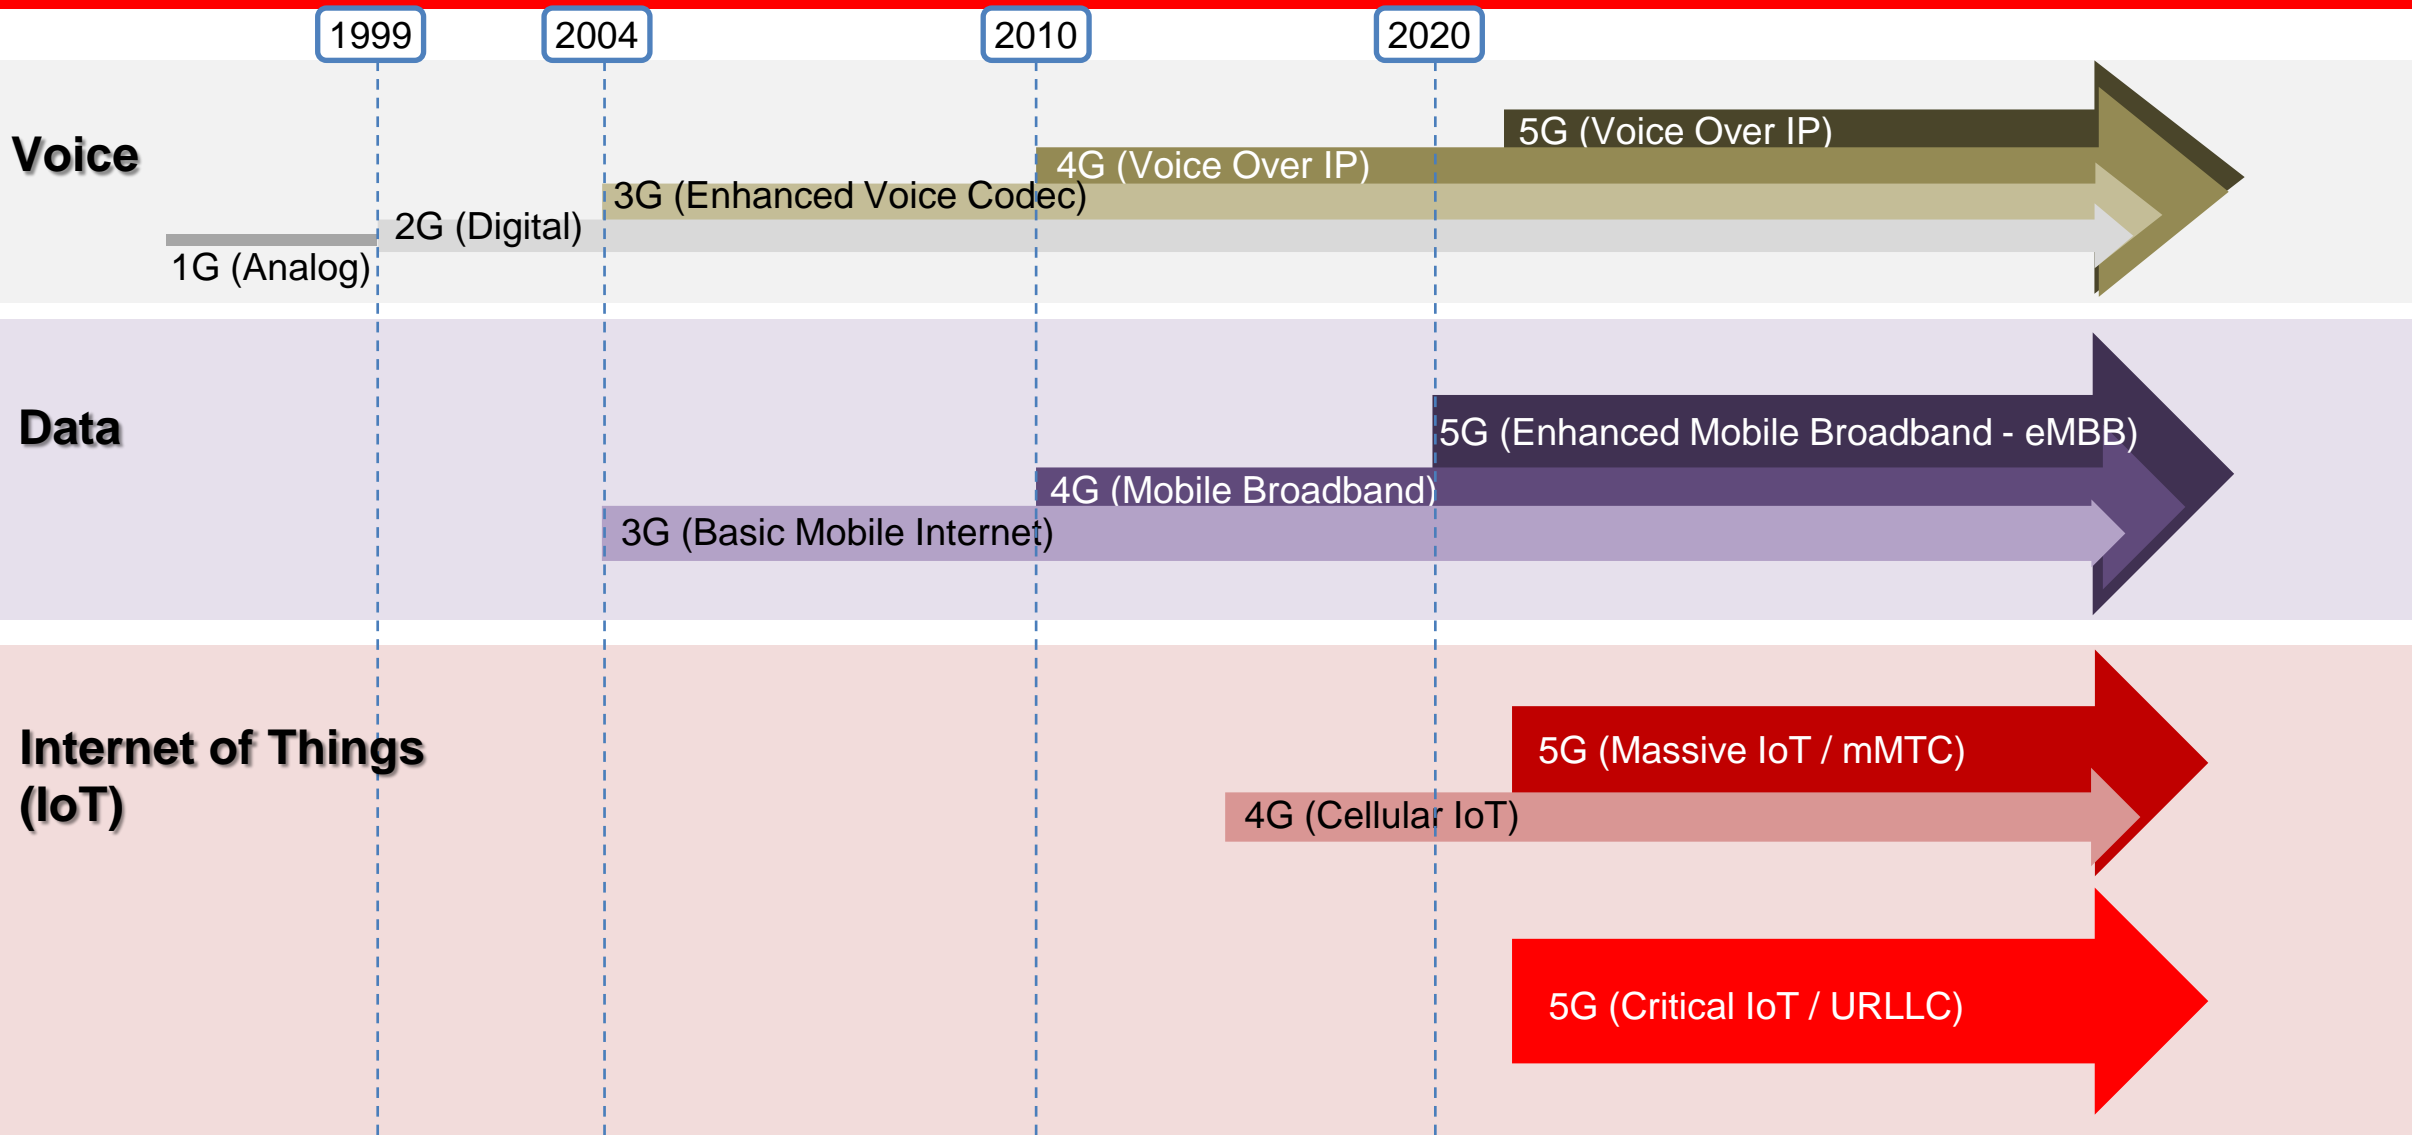 1999
2004
2010
2020
Voice
5G (Voice Over IP)
4G (Voice Over IP)
3G (Enhanced Voice Codec)
2G (Digital)
1G (Analog)
Data
5G (Enhanced Mobile Broadband - eMBB)
4G (Mobile Broadband)
3G (Basic Mobile Internet)
Internet of Things
(IoT)
5G (Massive IoT / mMTC)
4G (Cellular IoT)
5G (Critical IoT / URLLC)